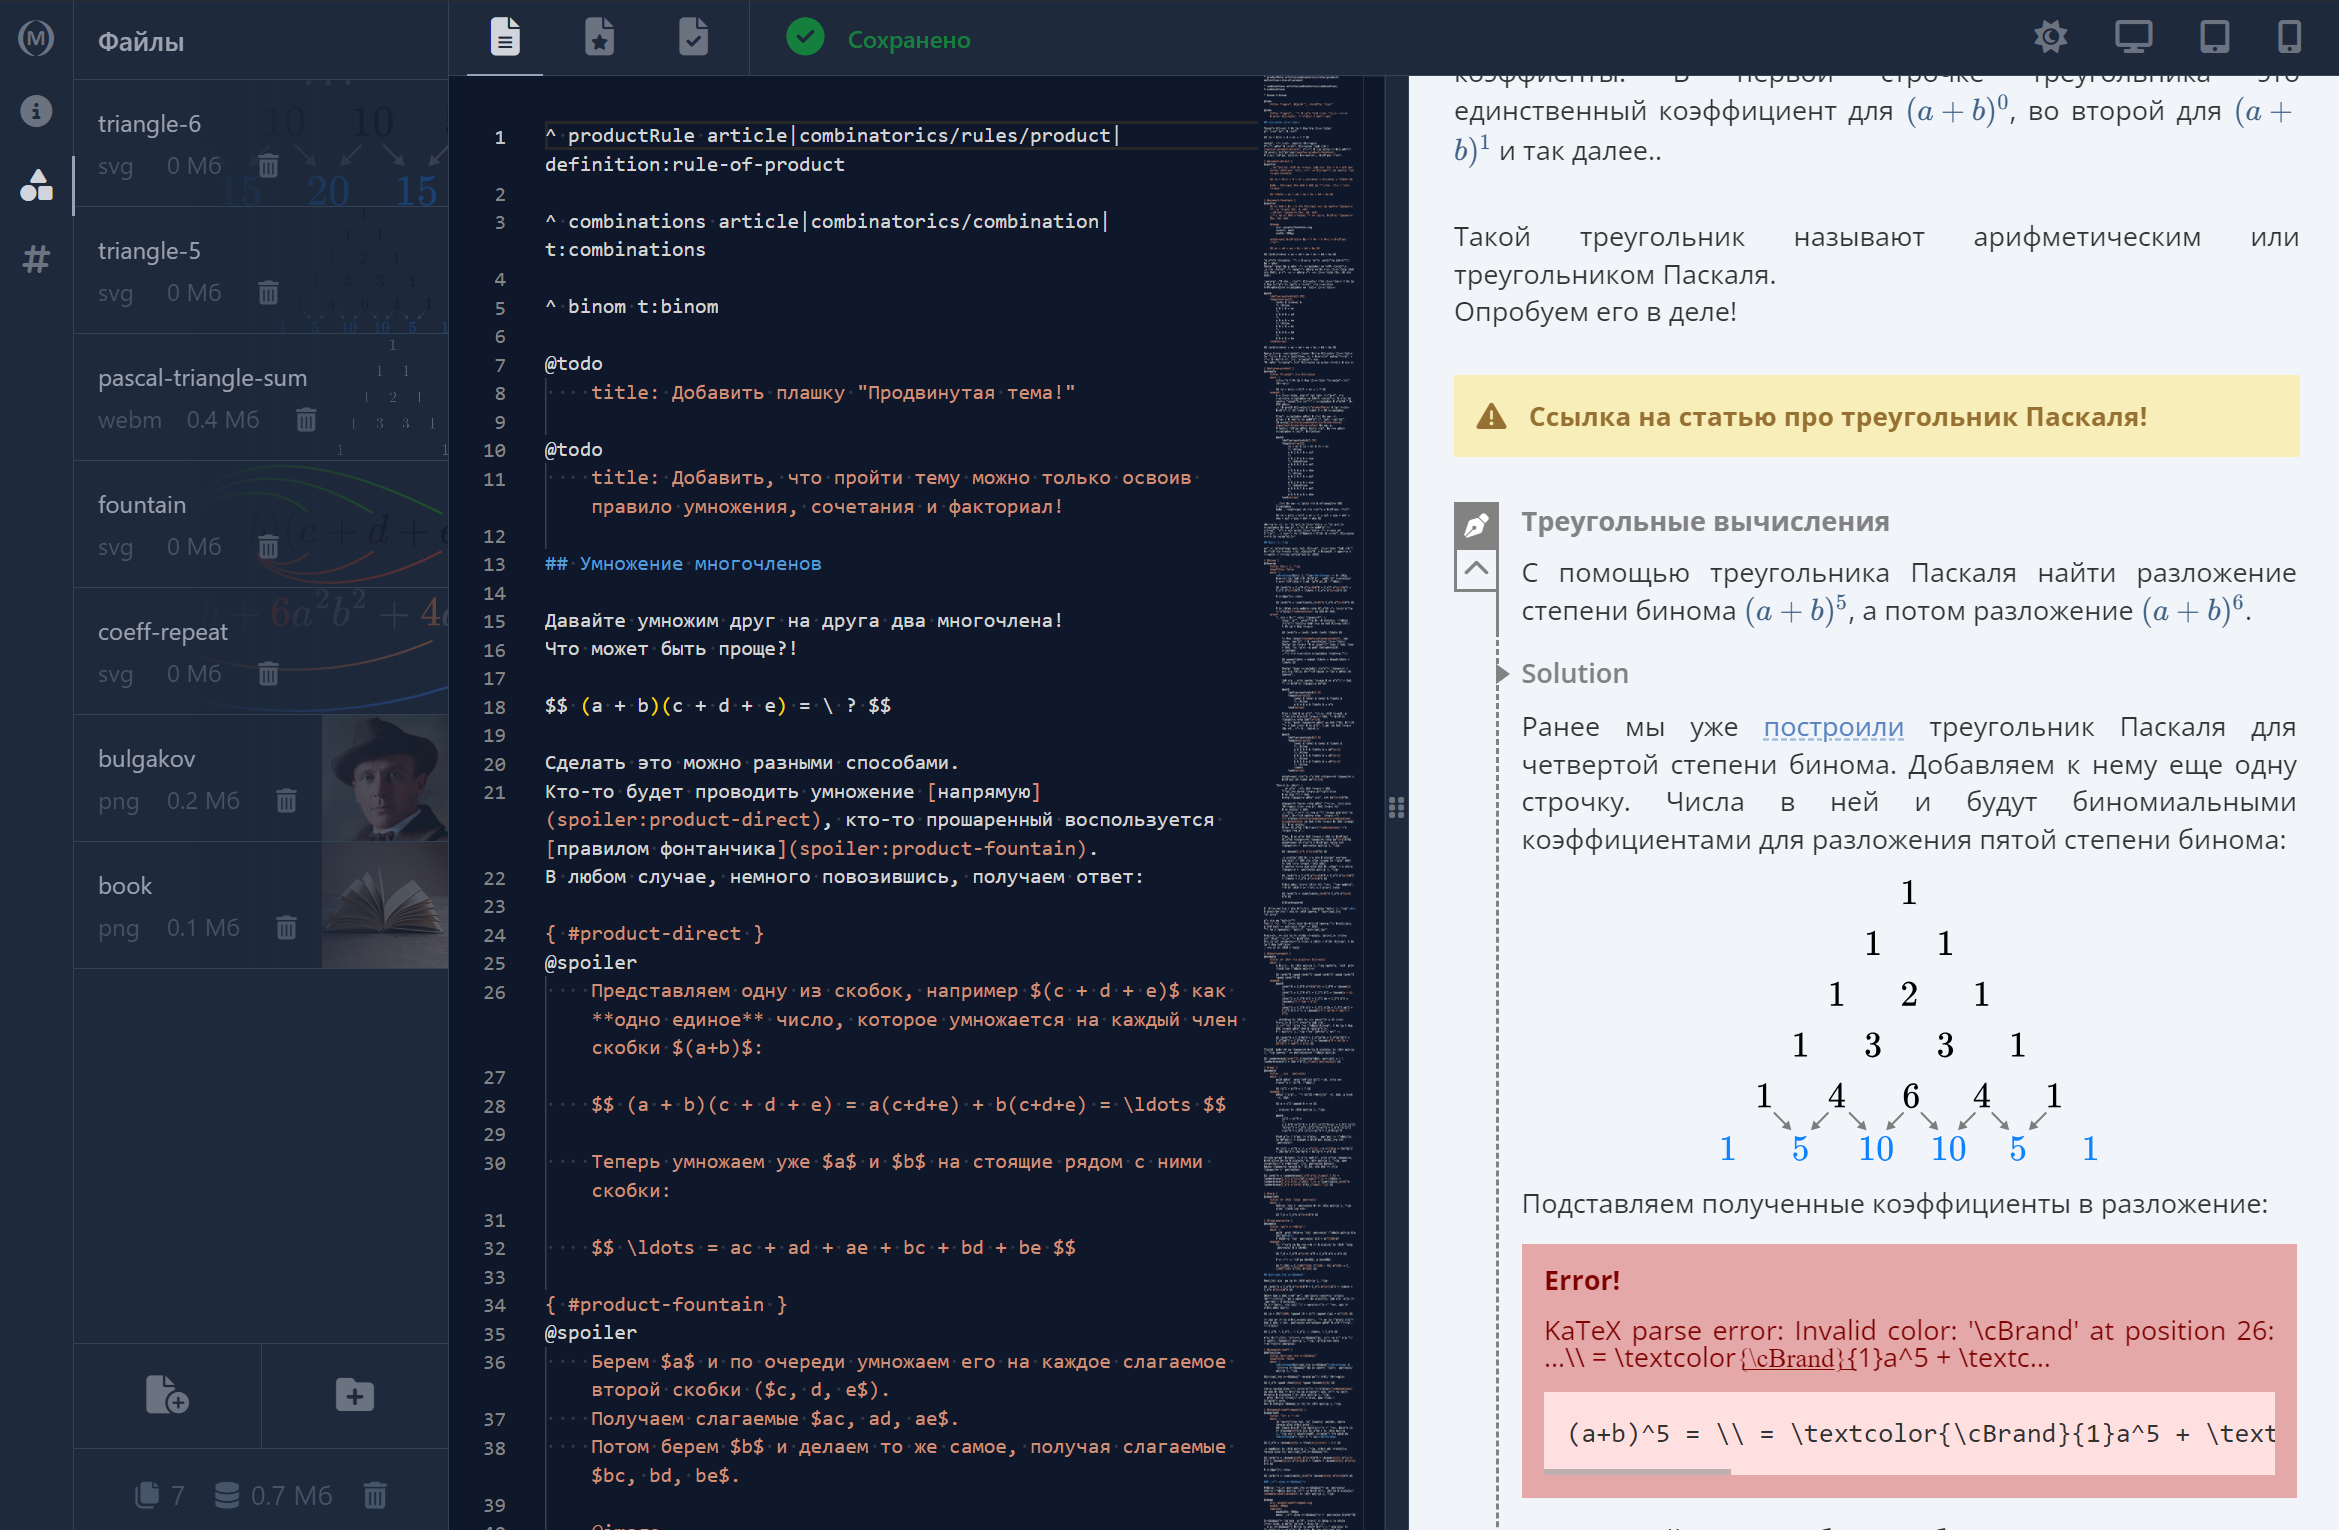 Файлы
Сохранено
triangle-6
svg 0 Мб
triangle-5
svg 0 Мб
pascal-triangle-sum
webm 0.4 Мб
fountain
svg 0 Мб
coeff-repeat
svg 0 Мб
bulgakov
png 0.2 Мб
book
png 0.1 Мб
7 0.7 Мб
1 ^ productRule article|combinatorics/rules/product|
definition:rule-of-product
2
3 ^ combinations article|combinatorics/combination|
t:combinations
4
5 ^ binom t:binom
6
7 @todo
8 title: Добавить плашку "Продвинутая тема!"
9
10 @todo
11 title: Добавить, что пройти тему можно только освоив
правило умножения, сочетания и факториал!
12
13 ## Умножение многочленов
14
15 Давайте умножим друг на друга два многочлена!
16 Что может быть проще?!
17
18 $$ (a + b)(c + d + e) = \ ? $$
19
20 Сделать это можно разными способами.
21 Кто-то будет проводить умножение [напрямую]
(spoiler:product-direct), кто-то прошаренный воспользуется
[правилом фонтанчика](spoiler:product-fountain).
22 В любом случае, немного повозившись, получаем ответ:
23
24 { #product-direct }
25 @spoiler
26 Представляем одну из скобок, например $(c + d + e)$ как
**одно единое** число, которое умножается на каждый член
скобки $(a+b)$:
27
28 $$ (a + b)(c + d + e) = a(c+d+e) + b(c+d+e) = \ldots $$
29
30 Теперь умножаем уже $a$ и $b$ на стоящие рядом с ними
скобки:
31
32 $$ \ldots = ac + ad + ae + bc + bd + be $$
33
34 { #product-fountain }
35 @spoiler
36 Берем $a$ и по очереди умножаем его на каждое слагаемое
второй скобки ($c, d, e$).
37 Получаем слагаемые $ac, ad, ae$.
38 Потом берем $b$ и делаем то же самое, получая слагаемые
$bc, bd, be$.
39
единственный коэффициент для (a + b)⁰, во второй для (a +
b)¹ и так далее..
Такой треугольник называют арифметическим или
треугольником Паскаля.
Опробуем его в деле!
Ссылка на статью про треугольник Паскаля!
Треугольные вычисления
С помощью треугольника Паскаля найти разложение
степени бинома (a + b)⁵, а потом разложение (a + b)⁶.
Solution
Ранее мы уже построили треугольник Паскаля для
четвертой степени бинома. Добавляем к нему еще одну
строчку. Числа в ней и будут биномиальными
коэффициентами для разложения пятой степени бинома:
1
1 1
1 2 1
1 3 3 1
1 4 6 4 1
1 5 10 10 5 1
Подставляем полученные коэффициенты в разложение:
Error!
KaTeX parse error: Invalid color: '\cBrand' at position 26:
…\\ = \textcolor{\cBrand}{1}a^5 + \textc…
(a+b)^5 = \\ = \textcolor{\cBrand}{1}a^5 + \text